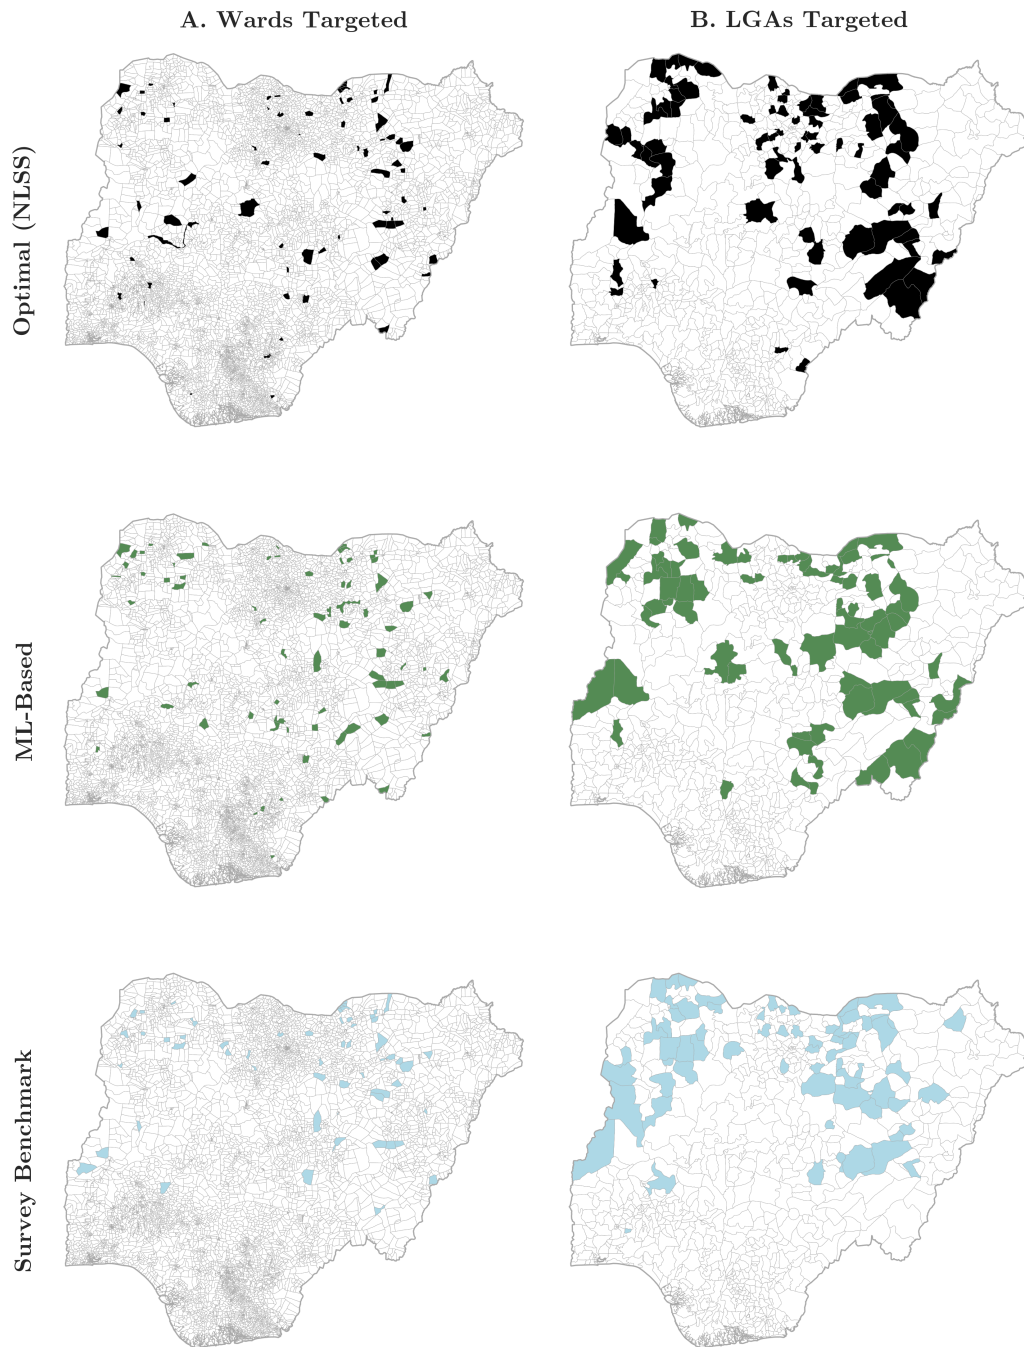 A. Wards Targeted
B. LGAs Targeted
Optimal (NLSS)
ML-Based
Survey Benchmark